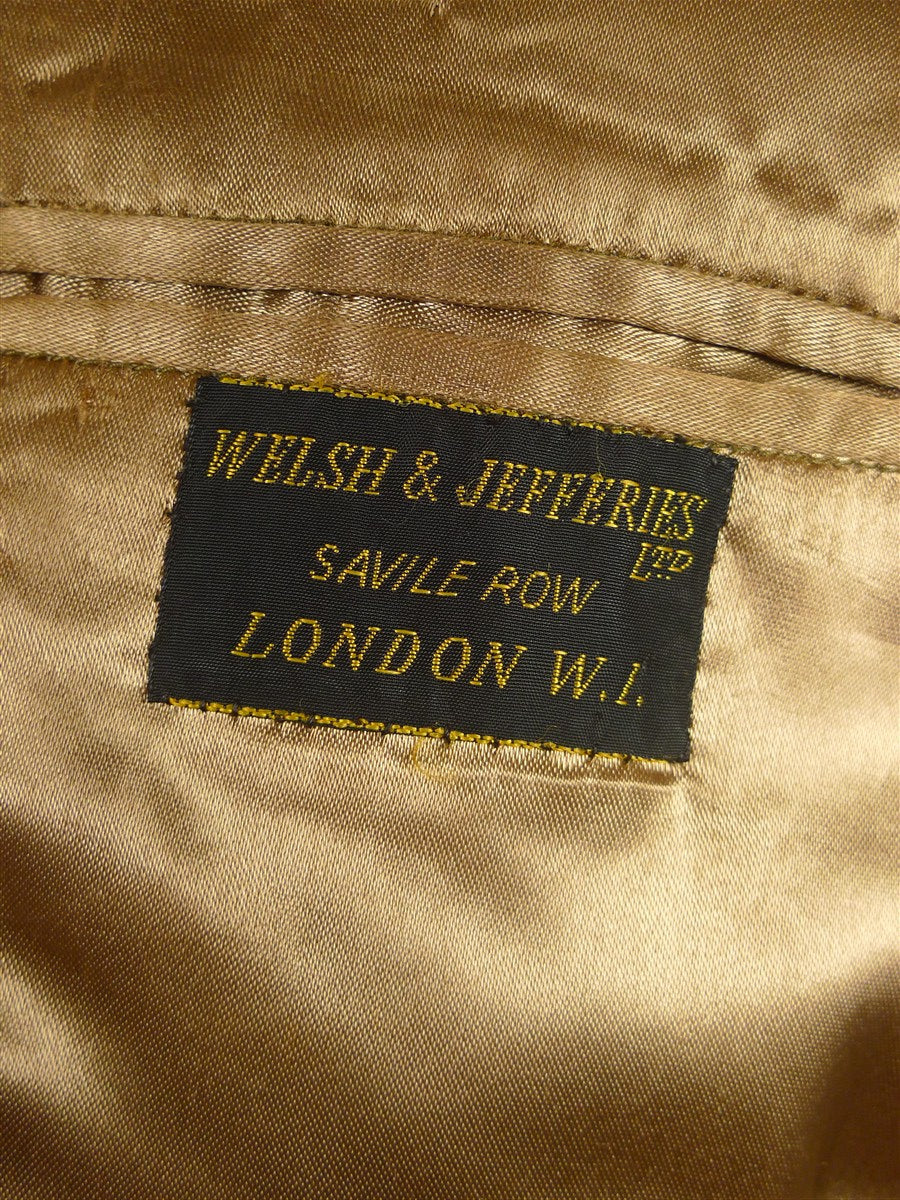 WELSH & JEFFERIES
LTD
SAVILE ROW
LONDON W.1.